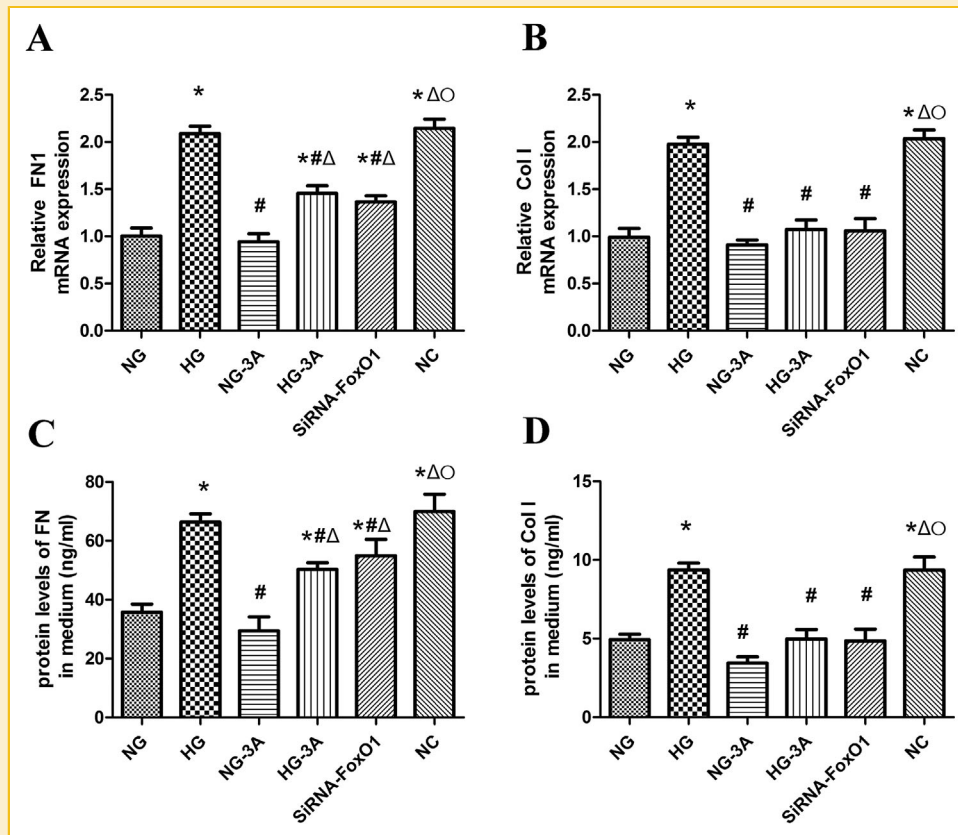 A
Relative FN1
mRNA expression
2.5
2.0
1.5
1.0
0.5
0.0
*
#
*#Δ
*#Δ
*ΔO
NG
HG
NG-3A
HG-3A
SiRNA-FoxO1
NC
B
Relative Col I
mRNA expression
2.5
2.0
1.5
1.0
0.5
0.0
*
#
#
#
*ΔO
NG
HG
NG-3A
HG-3A
SiRNA-FoxO1
NC
C
protein levels of FN
in medium (ng/ml)
80
60
40
20
0
*
#
*#Δ
*#Δ
*ΔO
NG
HG
NG-3A
HG-3A
SiRNA-FoxO1
NC
D
protein levels of Col I
in medium (ng/ml)
15
10
5
0
*
#
#
#
*ΔO
NG
HG
NG-3A
HG-3A
SiRNA-FoxO1
NC